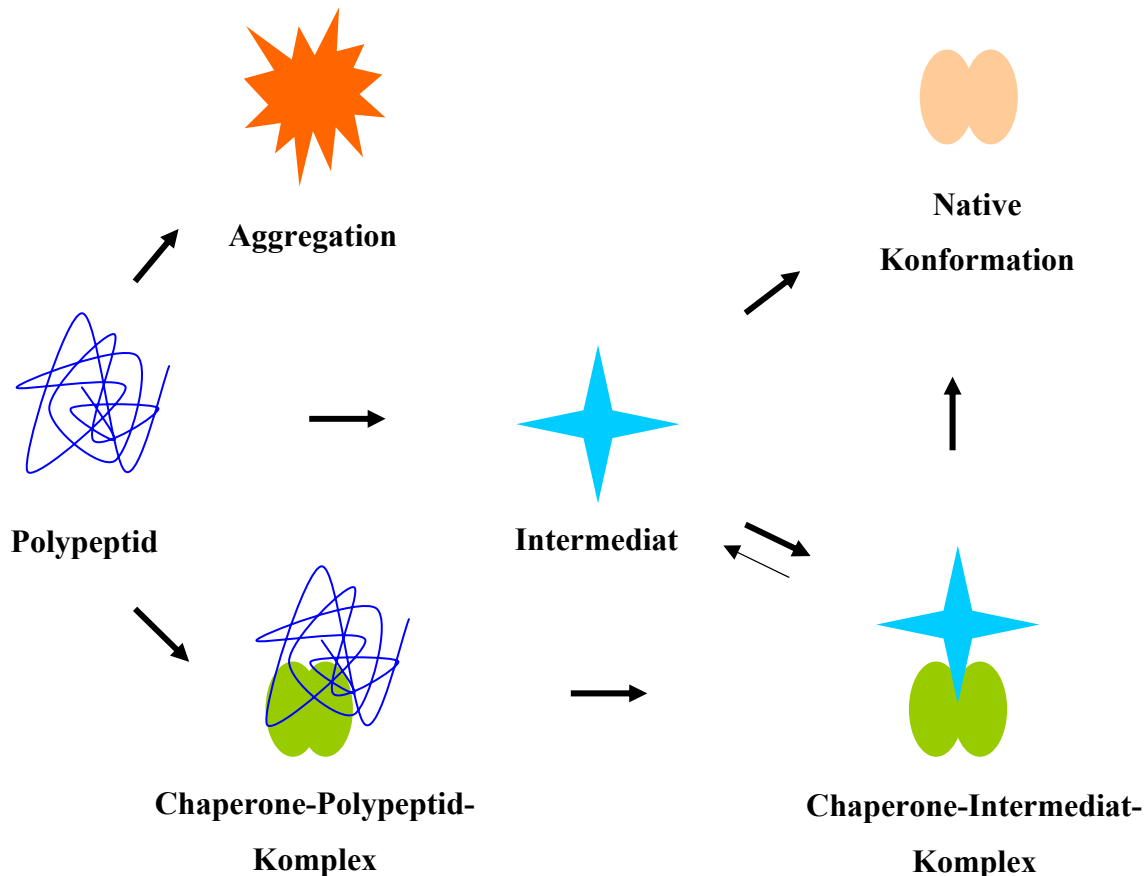 Aggregation
Native
Konformation
Polypeptid
Intermediat
Chaperone-Polypeptid-
Komplex
Chaperone-Intermediat-
Komplex